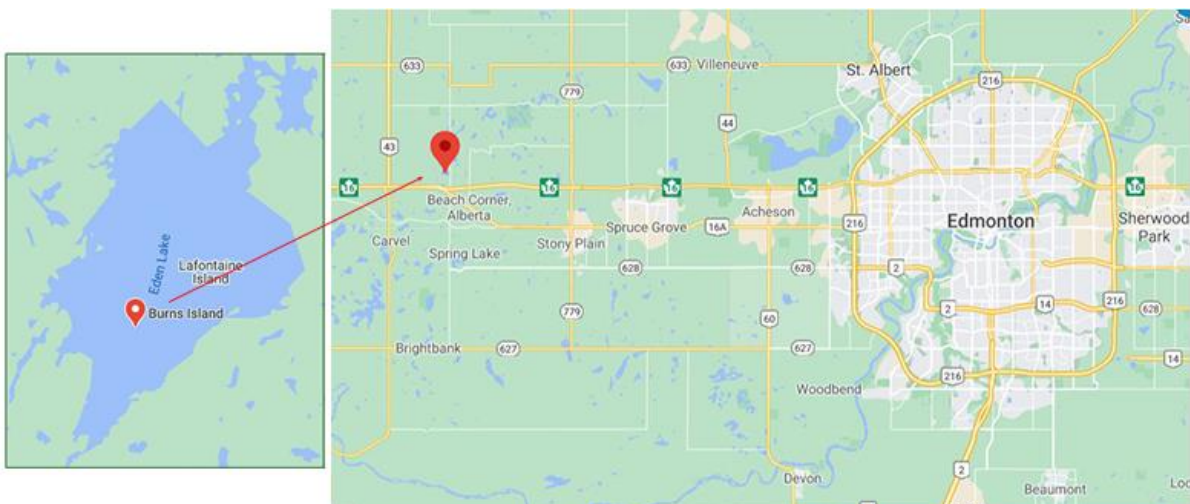 Eden Lake
Lafontaine
Island
Burns Island
633
Villeneuve
633
St. Albert
216
779
44
43
16
16
16
16
16
Beach Corner,
Alberta
Carvel
Stony Plain
Spruce Grove
16A
Acheson
216
Edmonton
Sherwood
Park
Spring Lake
628
628
2
2
14
216
628
779
60
Brightbank
627
627
14
Woodbend
216
2
Devon
Beaumont